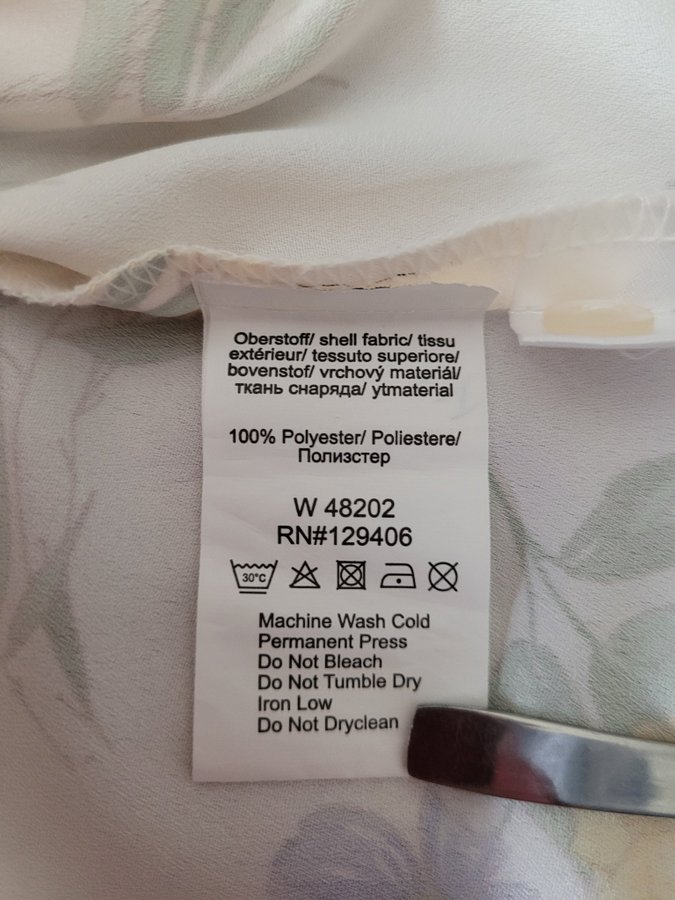 Oberstoff/ shell fabric/ tissu
extérieur/ tessuto superiore/
bovenstof/ vrchový materiál/
ткань снаряда/ ytmaterial
100% Polyester/ Poliestere/
Полизстер
W 48202
RN#129406
30°C
Machine Wash Cold
Permanent Press
Do Not Bleach
Do Not Tumble Dry
Iron Low
Do Not Dryclean